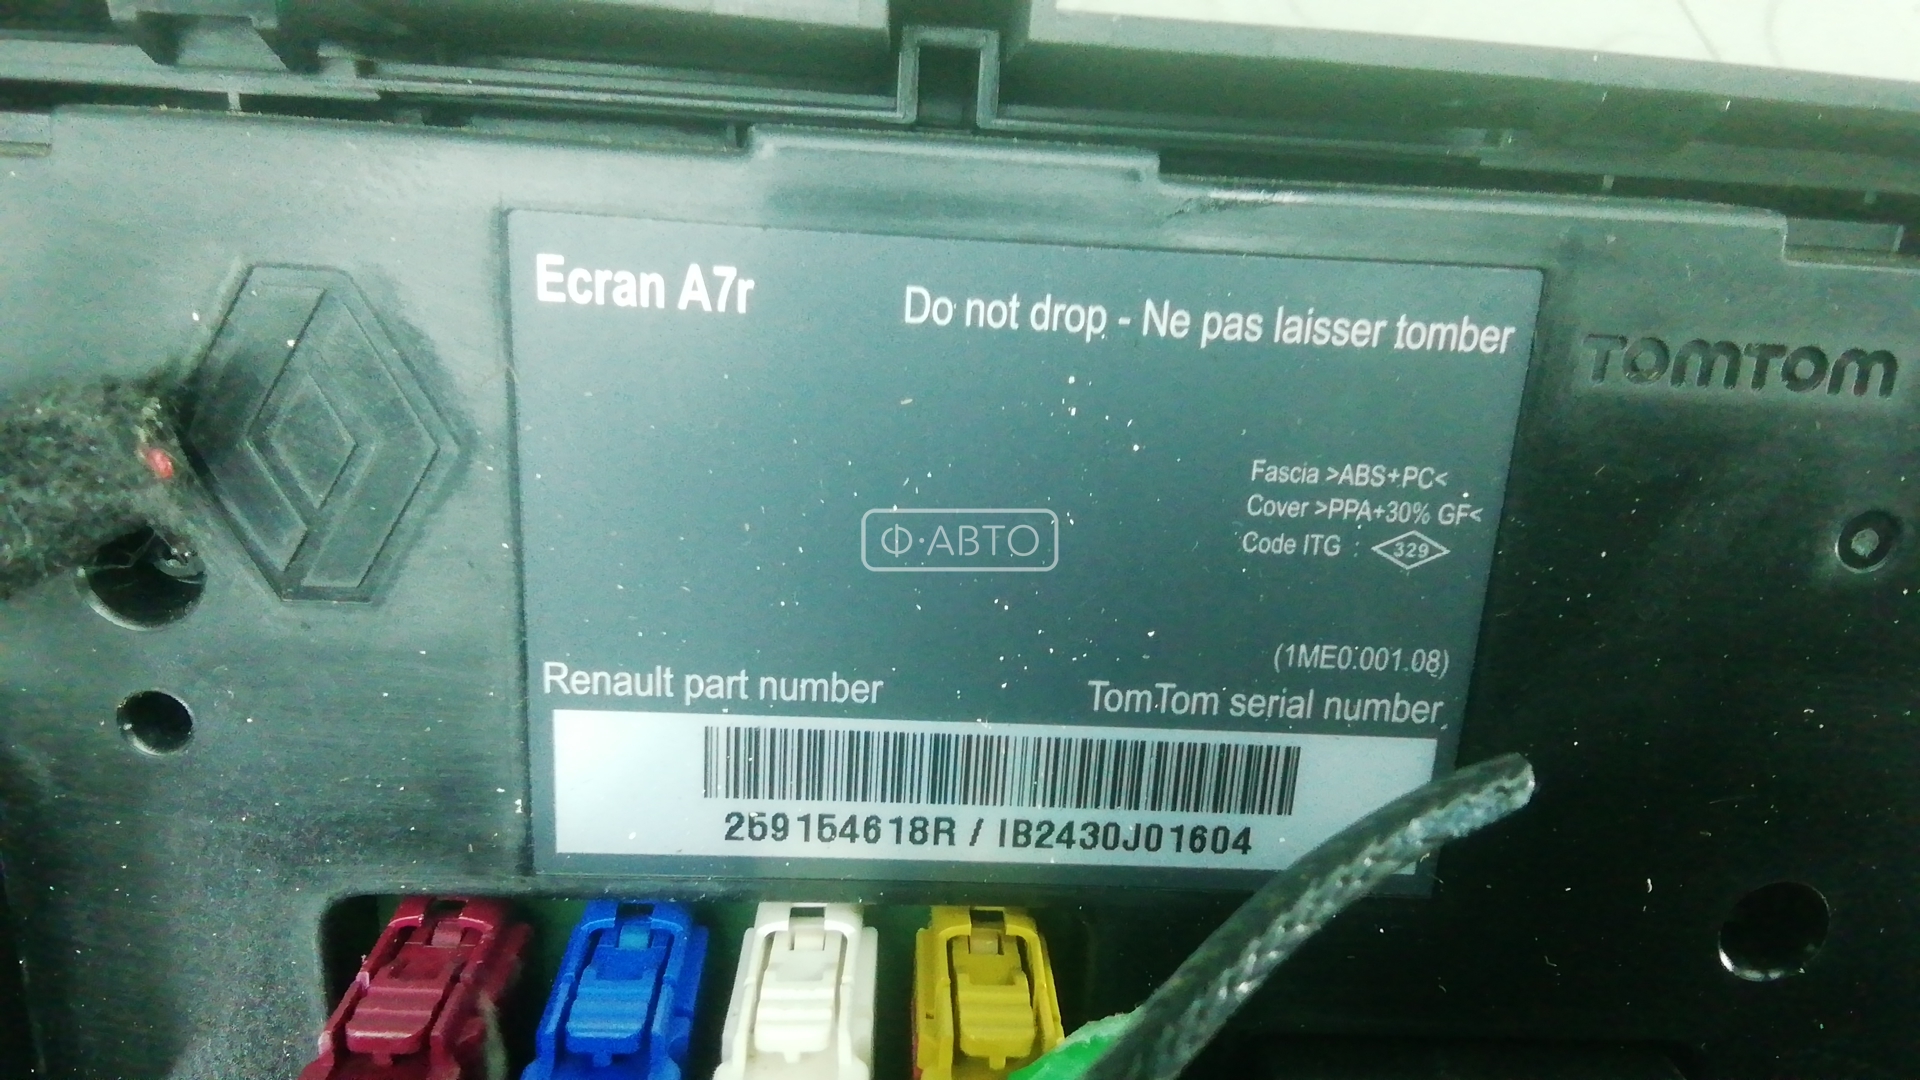 Ecran A7r
Do not drop - Ne pas laisser tomber
TOMTOM
Fascia >ABS+PC<
Cover >PPA+30% GF<
Code ITG : 329
Ф·АВТО
(1ME0.001.08)
Renault part number
TomTom serial number
259154618R / IB2430J01604